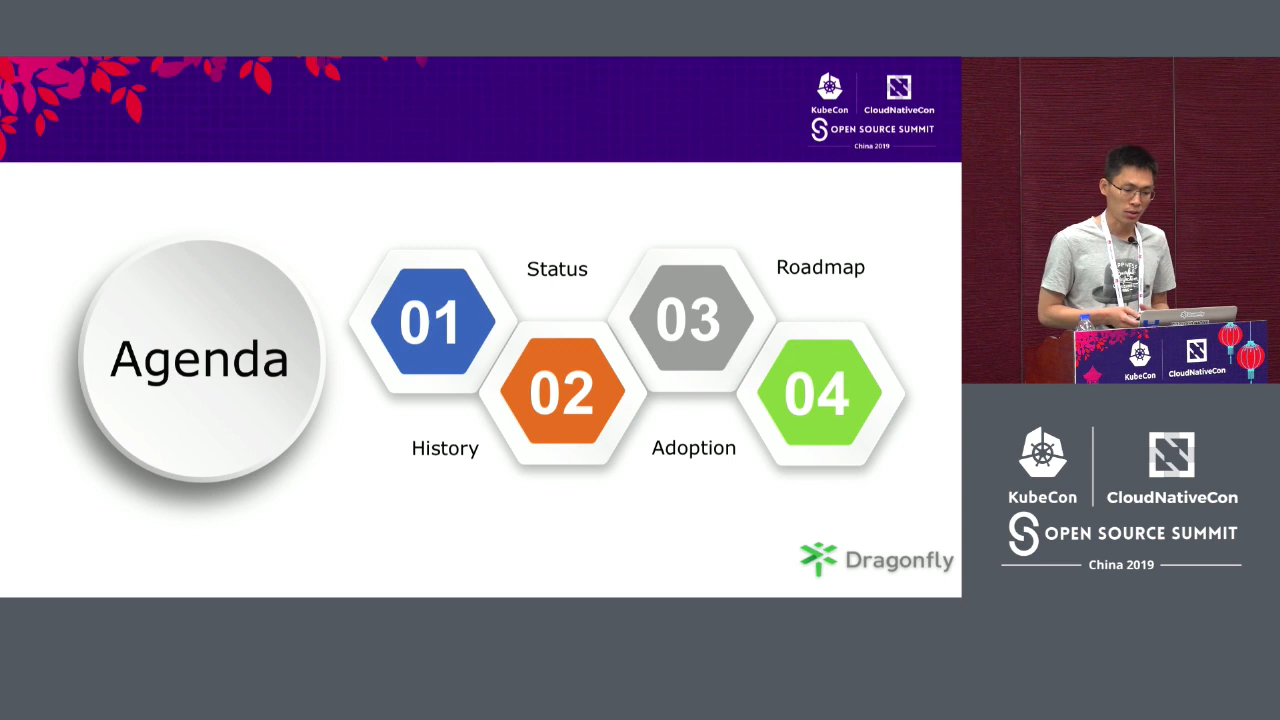 KubeCon
CloudNativeCon
OPEN SOURCE SUMMIT
China 2019
Agenda
01
History
Status
02
03
Adoption
Roadmap
04
Dragonfly
KubeCon
CloudNativeCon
KubeCon
CloudNativeCon
OPEN SOURCE SUMMIT
China 2019